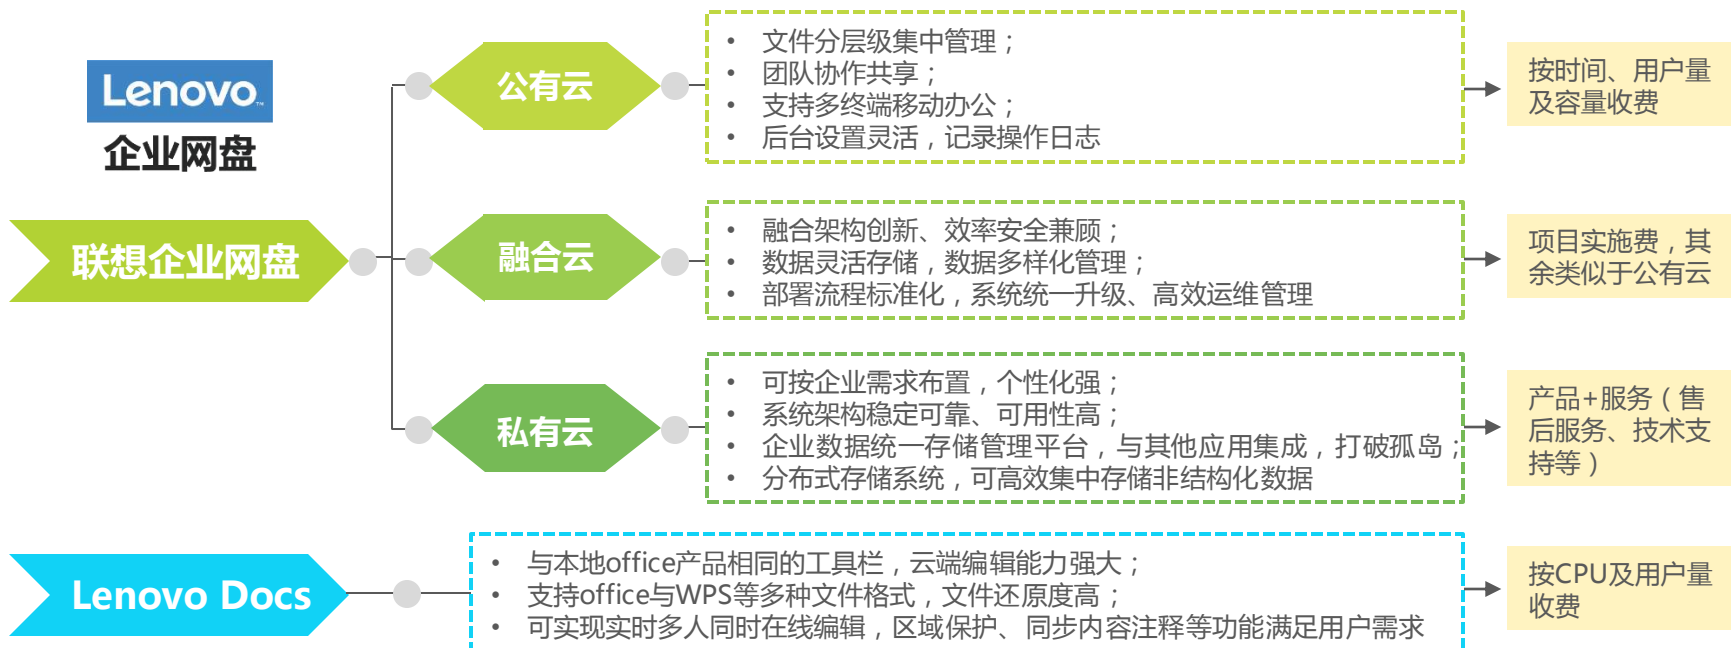 Lenovo™
企业网盘
联想企业网盘
公有云
• 文件分层级集中管理；
• 团队协作共享；
• 支持多终端移动办公；
• 后台设置灵活，记录操作日志
按时间、用户量
及容量收费
融合云
• 融合架构创新、效率安全兼顾；
• 数据灵活存储，数据多样化管理；
• 部署流程标准化，系统统一升级、高效运维管理
项目实施费，其
余类似于公有云
私有云
• 可按企业需求布置，个性化强；
• 系统架构稳定可靠、可用性高；
• 企业数据统一存储管理平台，与其他应用集成，打破孤岛；
• 分布式存储系统，可高效集中存储非结构化数据
产品+服务（售
后服务、技术支
持等）
Lenovo Docs
• 与本地office产品相同的工具栏，云端编辑能力强大；
• 支持office与WPS等多种文件格式，文件还原度高；
• 可实现实时多人同时在线编辑，区域保护、同步内容注释等功能满足用户需求
按CPU及用户量
收费